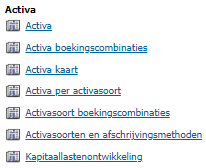 Activa
Activa
Activa boekingscombinaties
Activa kaart
Activa per activasoort
Activasoort boekingscombinaties
Activasoorten en afschrijvingsmethoden
Kapitaallastenontwikkeling